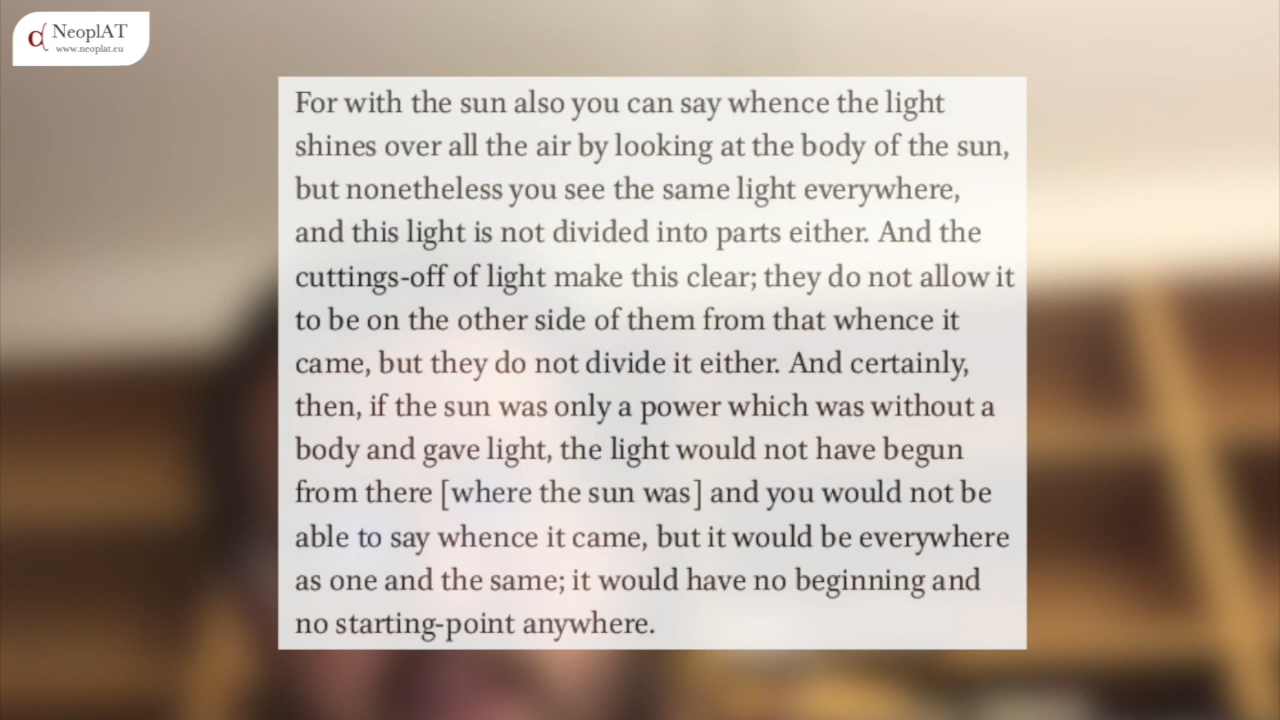 NeoplAT
www.neoplat.eu
For with the sun also you can say whence the light
shines over all the air by looking at the body of the sun,
but nonetheless you see the same light everywhere,
and this light is not divided into parts either. And the
cuttings-off of light make this clear; they do not allow it
to be on the other side of them from that whence it
came, but they do not divide it either. And certainly,
then, if the sun was only a power which was without a
body and gave light, the light would not have begun
from there [where the sun was] and you would not be
able to say whence it came, but it would be everywhere
as one and the same; it would have no beginning and
no starting-point anywhere.